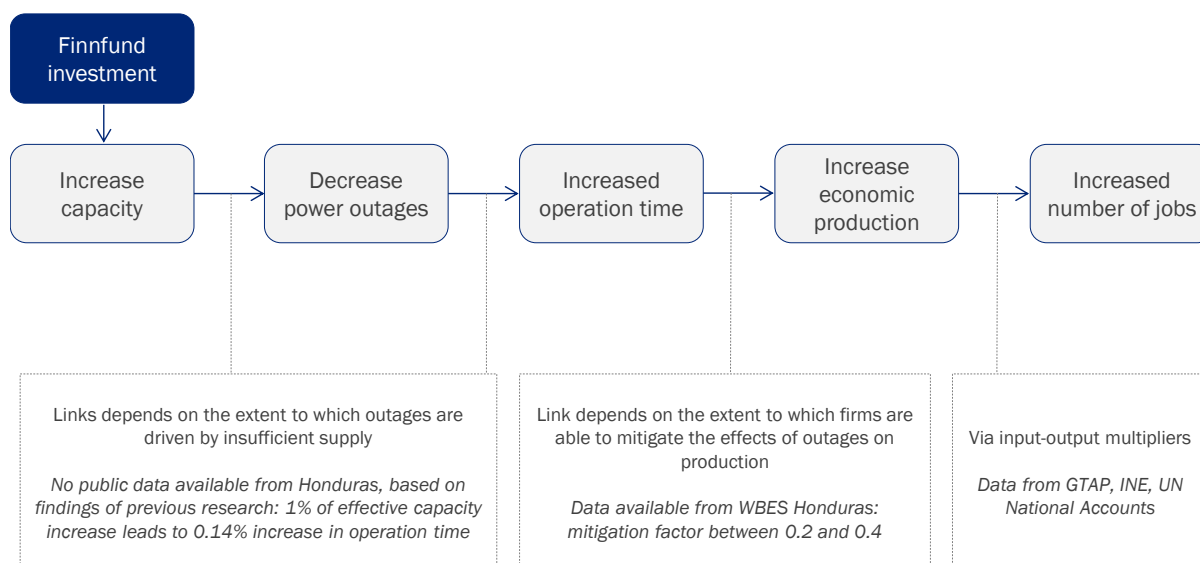 Finnfund
investment
Increase
capacity
Decrease
power outages
Increased
operation time
Increase
economic
production
Increased
number of jobs
Links depends on the extent to which outages are
driven by insufficient supply
No public data available from Honduras, based on
findings of previous research: 1% of effective capacity
increase leads to 0.14% increase in operation time
Link depends on the extent to which firms are
able to mitigate the effects of outages on
production
Data available from WBES Honduras:
mitigation factor between 0.2 and 0.4
Via input-output multipliers
Data from GTAP, INE, UN
National Accounts